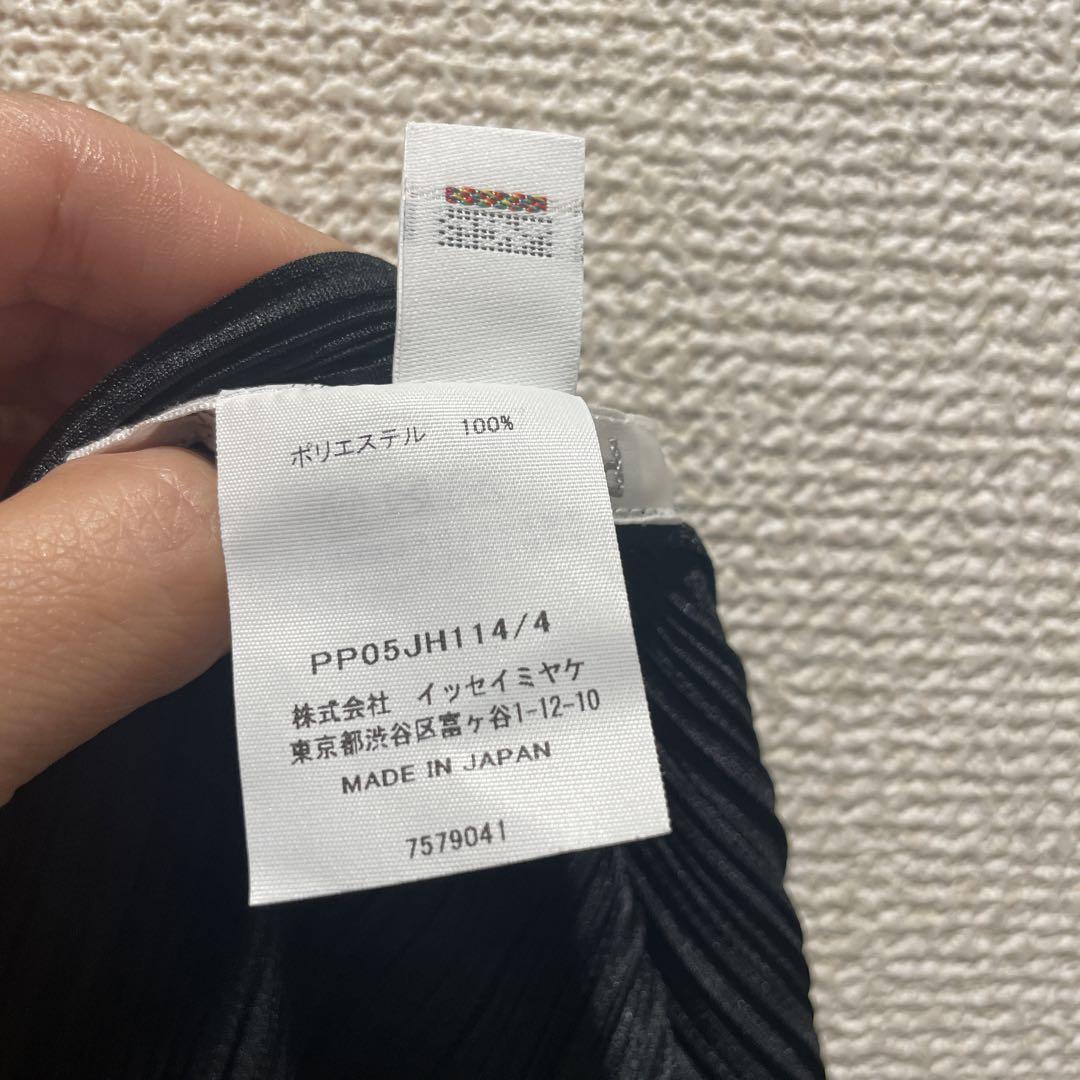 ポリエステル 100%
PP05JH114/4
株式会社 イッセイミヤケ
東京都渋谷区富ヶ谷1-12-10
MADE IN JAPAN
7579041